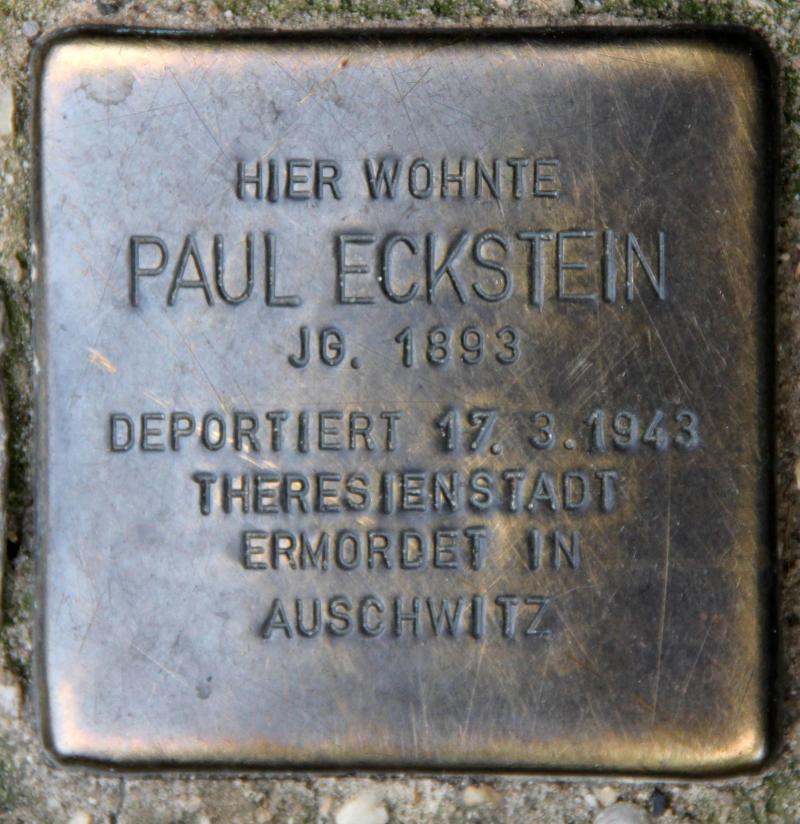 HIER WOHNTE
PAUL ECKSTEIN
JG. 1893
DEPORTIERT 17. 3. 1943
THERESIENSTADT
ERMORDET IN
AUSCHWITZ